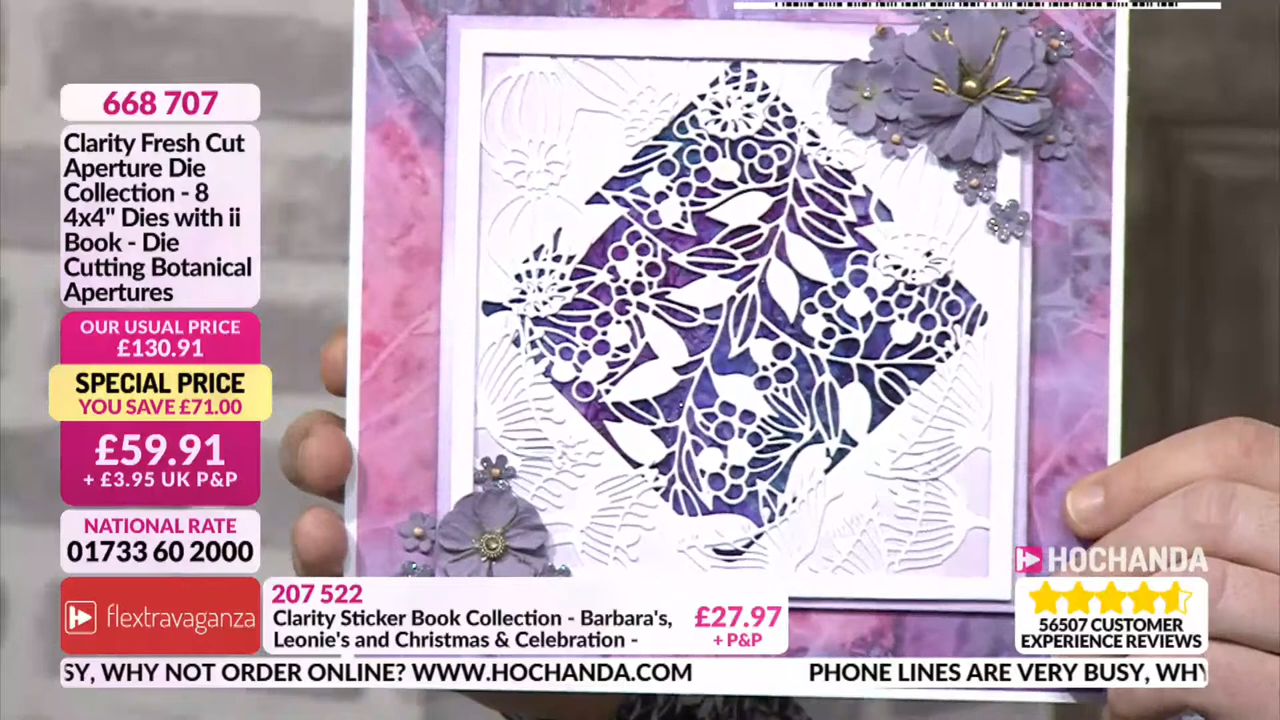 668 707
Clarity Fresh Cut
Aperture Die
Collection - 8
4x4" Dies with ii
Book - Die
Cutting Botanical
Apertures
OUR USUAL PRICE
£130.91
SPECIAL PRICE
YOU SAVE £71.00
£59.91
+ £3.95 UK P&P
NATIONAL RATE
01733 60 2000
flextravaganza
207 522
Clarity Sticker Book Collection - Barbara's,
Leonie's and Christmas & Celebration -
£27.97
+ P&P
HOCHANDA
56507 CUSTOMER
EXPERIENCE REVIEWS
SY, WHY NOT ORDER ONLINE? WWW.HOCHANDA.COM PHONE LINES ARE VERY BUSY, WHY